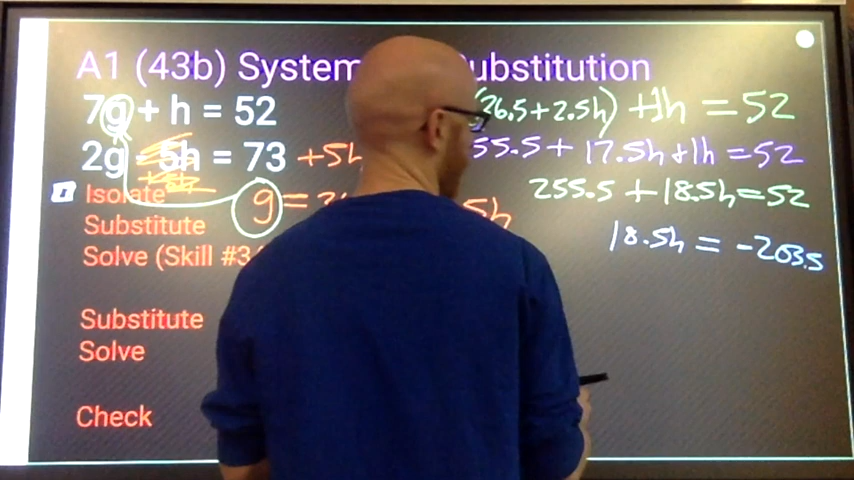 A1 (43b) System ubstitution
7g + h = 52
2g - 5h = 73 +5h
Isolate
g = 5h
Substitute
Solve (Skill #3
Substitute
Solve
Check
(26.5+2.5h) +1h = 52
55.5 + 17.5h +1h = 52
255.5 + 18.5h = 52
18.5h = -203.5